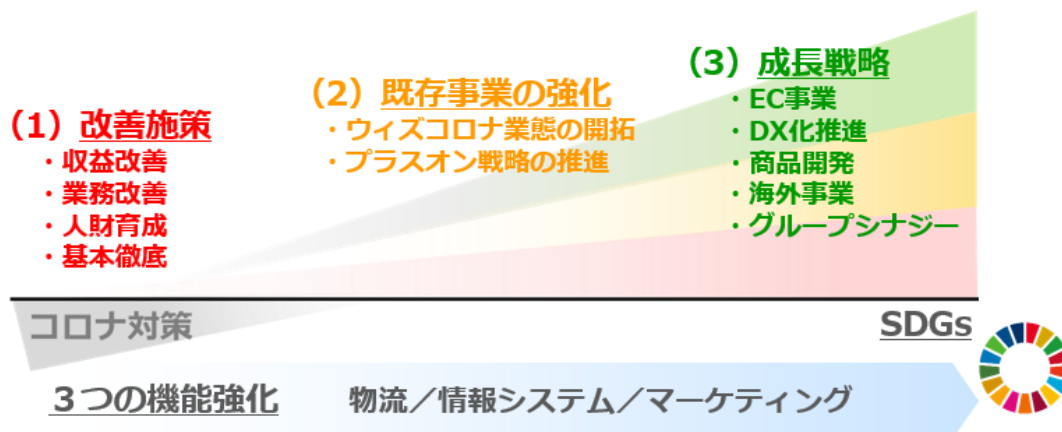 (1)改善施策
・収益改善
・業務改善
・人財育成
・基本徹底
(2)既存事業の強化
・ウィズコロナ業態の開拓
・プラスオン戦略の推進
(3)成長戦略
・EC事業
・DX化推進
・商品開発
・海外事業
・グループシナジー
コロナ対策
SDGs
3つの機能強化 物流／情報システム／マーケティング